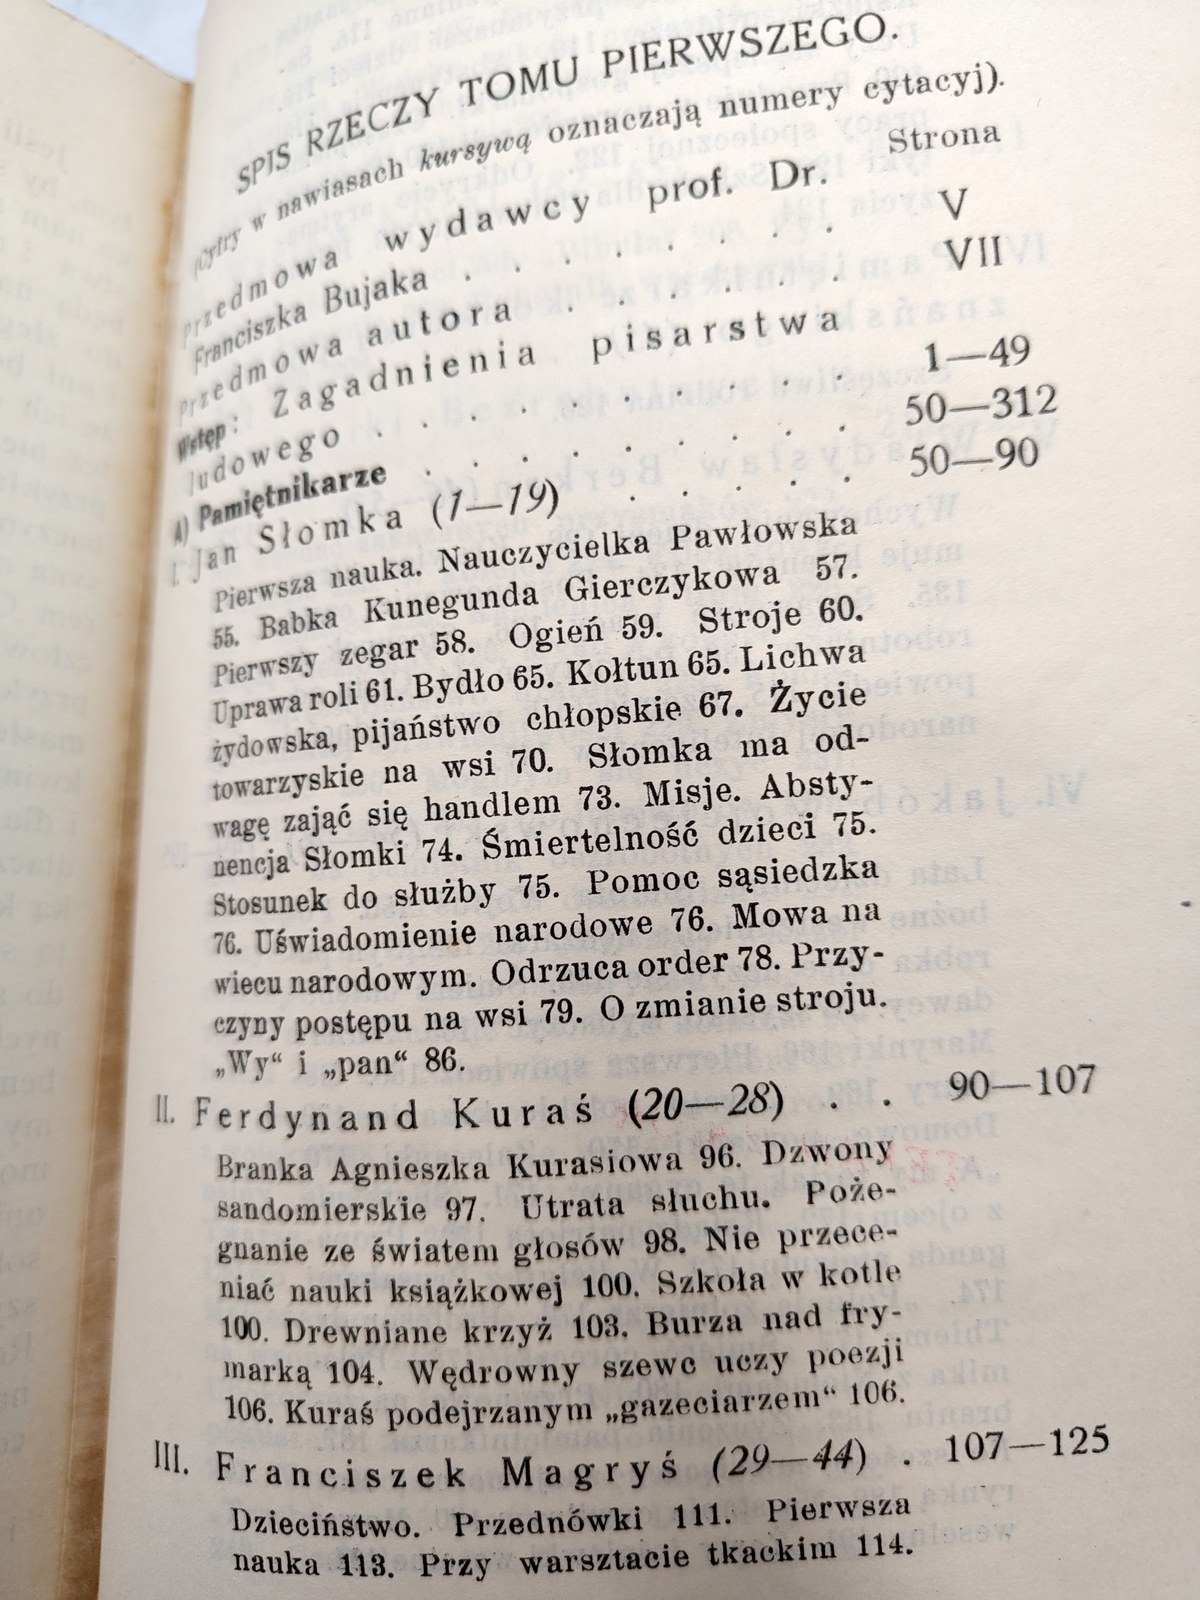 SPIS RZECZY TOMU PIERWSZEGO.
(Cyfry w nawiasach kursywą oznaczają numery cytacyj).
Strona
Przedmowa wydawcy prof. Dr.
Franciszka Bujaka . . . . . . . . V
Przedmowa autora . . . . . . VII
Wstęp: Zagadnienia pisarstwa
ludowego . . . . . . . . . . 1—49
A) Pamiętnikarze . . . . . . . . . 50—312
I. Jan Słomka (1—19) . . . . . 50—90
Pierwsza nauka. Nauczycielka Pawłowska
55. Babka Kunegunda Gierczykowa 57.
Pierwszy zegar 58. Ogień 59. Stroje 60.
Uprawa roli 61. Bydło 65. Kołtun 65. Lichwa
żydowska, pijaństwo chłopskie 67. Życie
towarzyskie na wsi 70. Słomka ma od-
wagę zająć się handlem 73. Misje. Absty-
nencja Słomki 74. Śmiertelność dzieci 75.
Stosunek do służby 75. Pomoc sąsiedzka
76. Uświadomienie narodowe 76. Mowa na
wiecu narodowym. Odrzuca order 78. Przy-
czyny postępu na wsi 79. O zmianie stroju.
„Wy“ i „pan“ 86.
II. Ferdynand Kuraś (20—28) . . 90—107
Branka Agnieszka Kurasiowa 96. Dzwony
sandomierskie 97. Utrata słuchu. Poże-
gnanie ze światem głosów 98. Nie przece-
niać nauki książkowej 100. Szkoła w kotle
100. Drewniane krzyż 103. Burza nad fry-
marką 104. Wędrowny szewc uczy poezji
106. Kuraś podejrzanym „gazeciarzem“ 106.
III. Franciszek Magryś (29—44) . 107—125
Dzieciństwo. Przednówki 111. Pierwsza
nauka 113. Przy warsztacie tkackim 114.